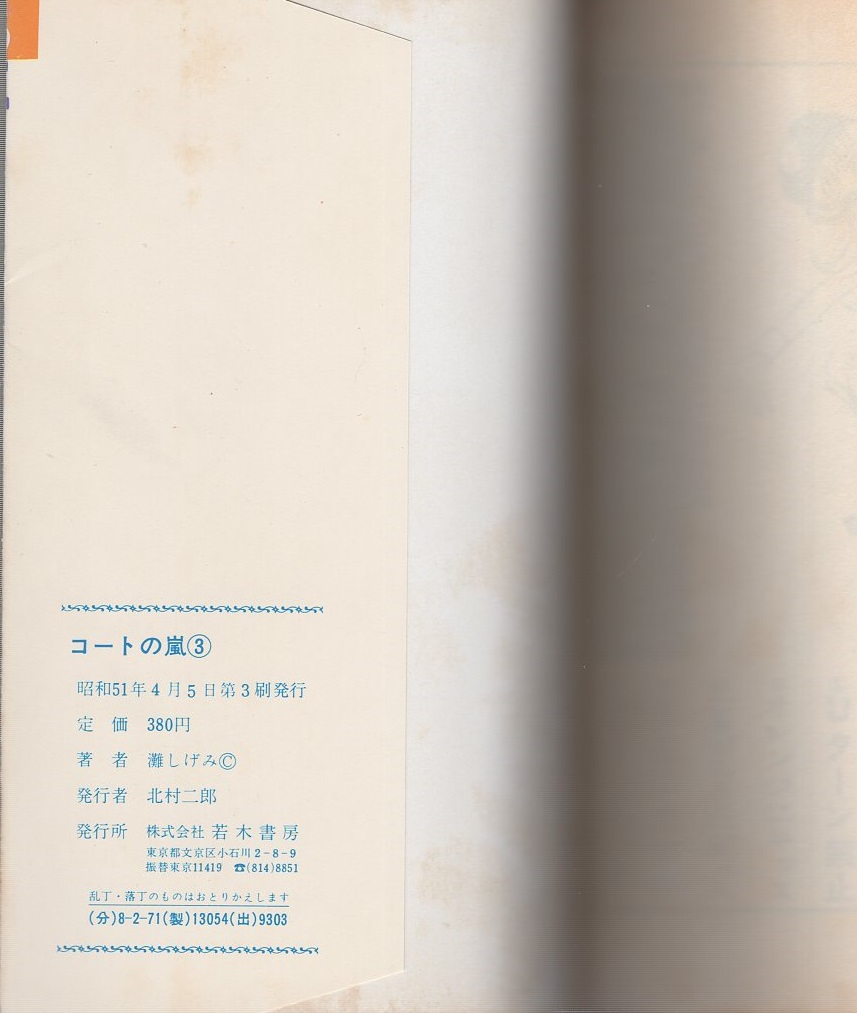 コートの嵐③
昭和51年4月5日第3刷発行
定　価　380円
著　者　灘しげみ©
発行者　北村二郎
発行所　株式会社 若木書房
東京都文京区小石川2-8-9
振替東京11419　☎(814)8851
乱丁・落丁のものはおとりかえします
(分)8-2-71(製)13054(出)9303